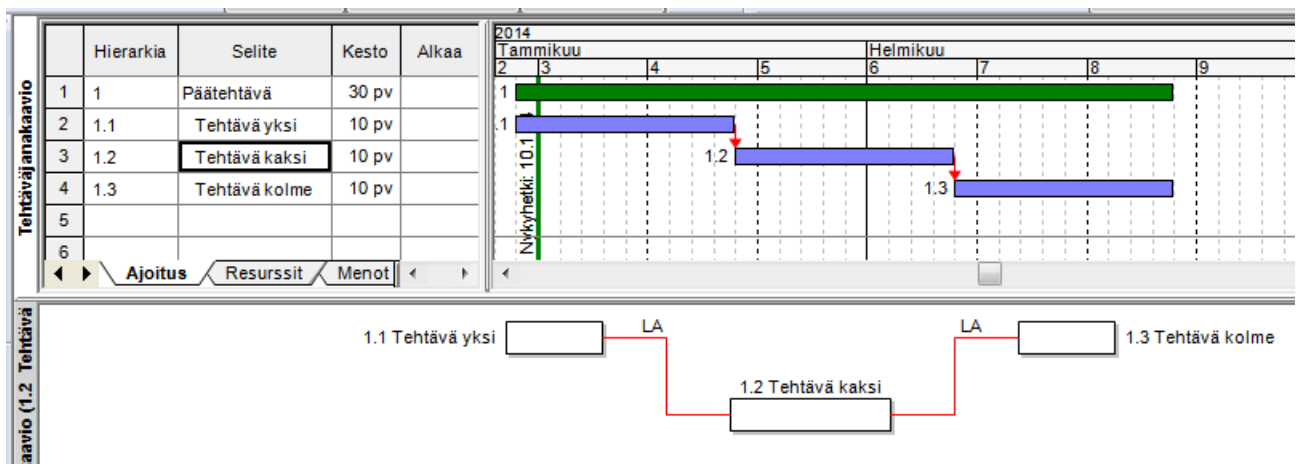 Tehtäväjanakaavio
Hierarkia Selite Kesto Alkaa
1 1 Päätehtävä 30 pv
2 1.1 Tehtävä yksi 10 pv
3 1.2 Tehtävä kaksi 10 pv
4 1.3 Tehtävä kolme 10 pv
5
6
Ajoitus Resurssit Menot
2014
Tammikuu Helmikuu
2 3 4 5 6 7 8 9
1
.1
1.2
1.3
Nykyhetki: 10.1
aavio (1.2 Tehtävä
1.1 Tehtävä yksi LA LA 1.3 Tehtävä kolme
1.2 Tehtävä kaksi